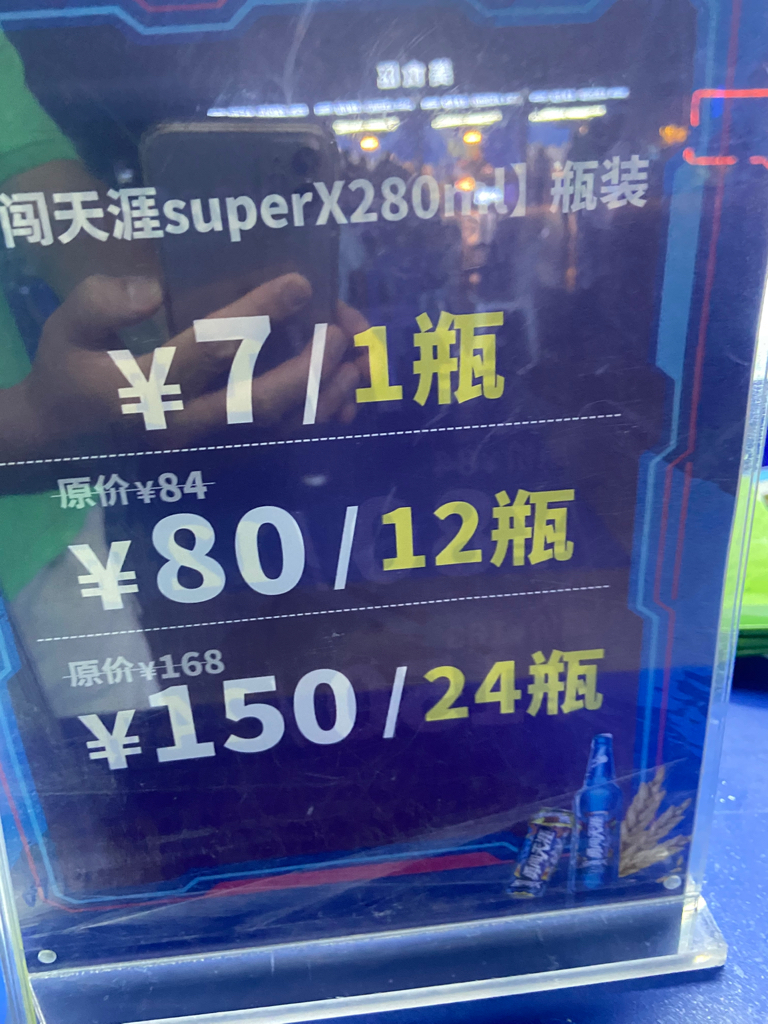 闯天涯superX280ml】瓶装
¥7/1瓶
原价¥84
¥80/12瓶
原价¥168
¥150/24瓶